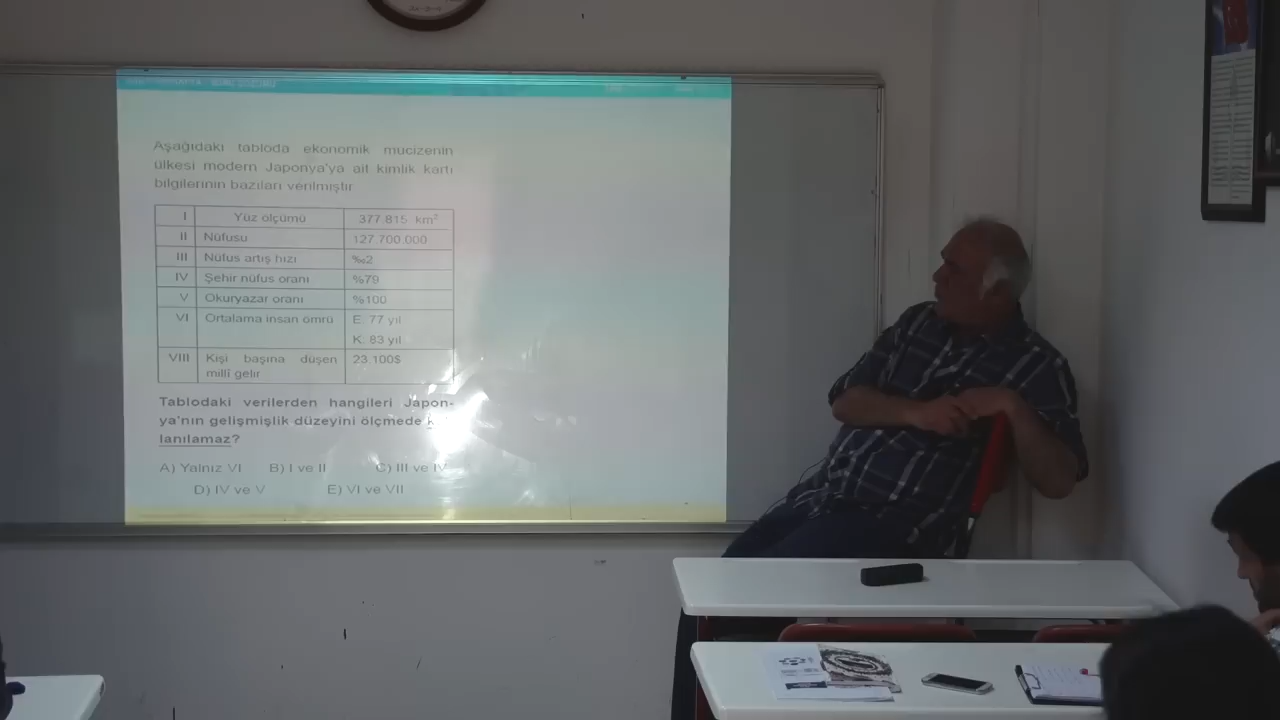 Aşağıdaki tabloda ekonomik mucizenin
ülkesi modern Japonya'ya ait kimlik kartı
bilgilerinin bazıları verilmiştir
I Yüz ölçümü 377.815 km²
II Nüfusu 127.700.000
III Nüfus artış hızı ‰2
IV Şehir nüfus oranı %79
V Okuryazar oranı %100
VI Ortalama insan ömrü E. 77 yıl
K. 83 yıl
VIII Kişi başına düşen 23.100$
millî gelir
Tablodaki verilerden hangileri Japon-
ya'nın gelişmişlik düzeyini ölçmede
lanılamaz?
A) Yalnız VI B) I ve II C) III ve IV
D) IV ve V E) VI ve VII